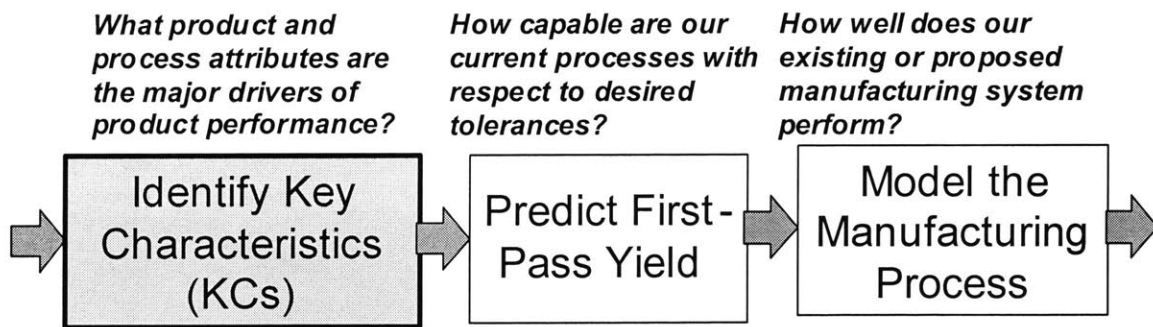 What product and
process attributes are
the major drivers of
product performance?
How capable are our
current processes with
respect to desired
tolerances?
How well does our
existing or proposed
manufacturing system
perform?
Identify Key
Characteristics
(KCs)
Predict First-
Pass Yield
Model the
Manufacturing
Process